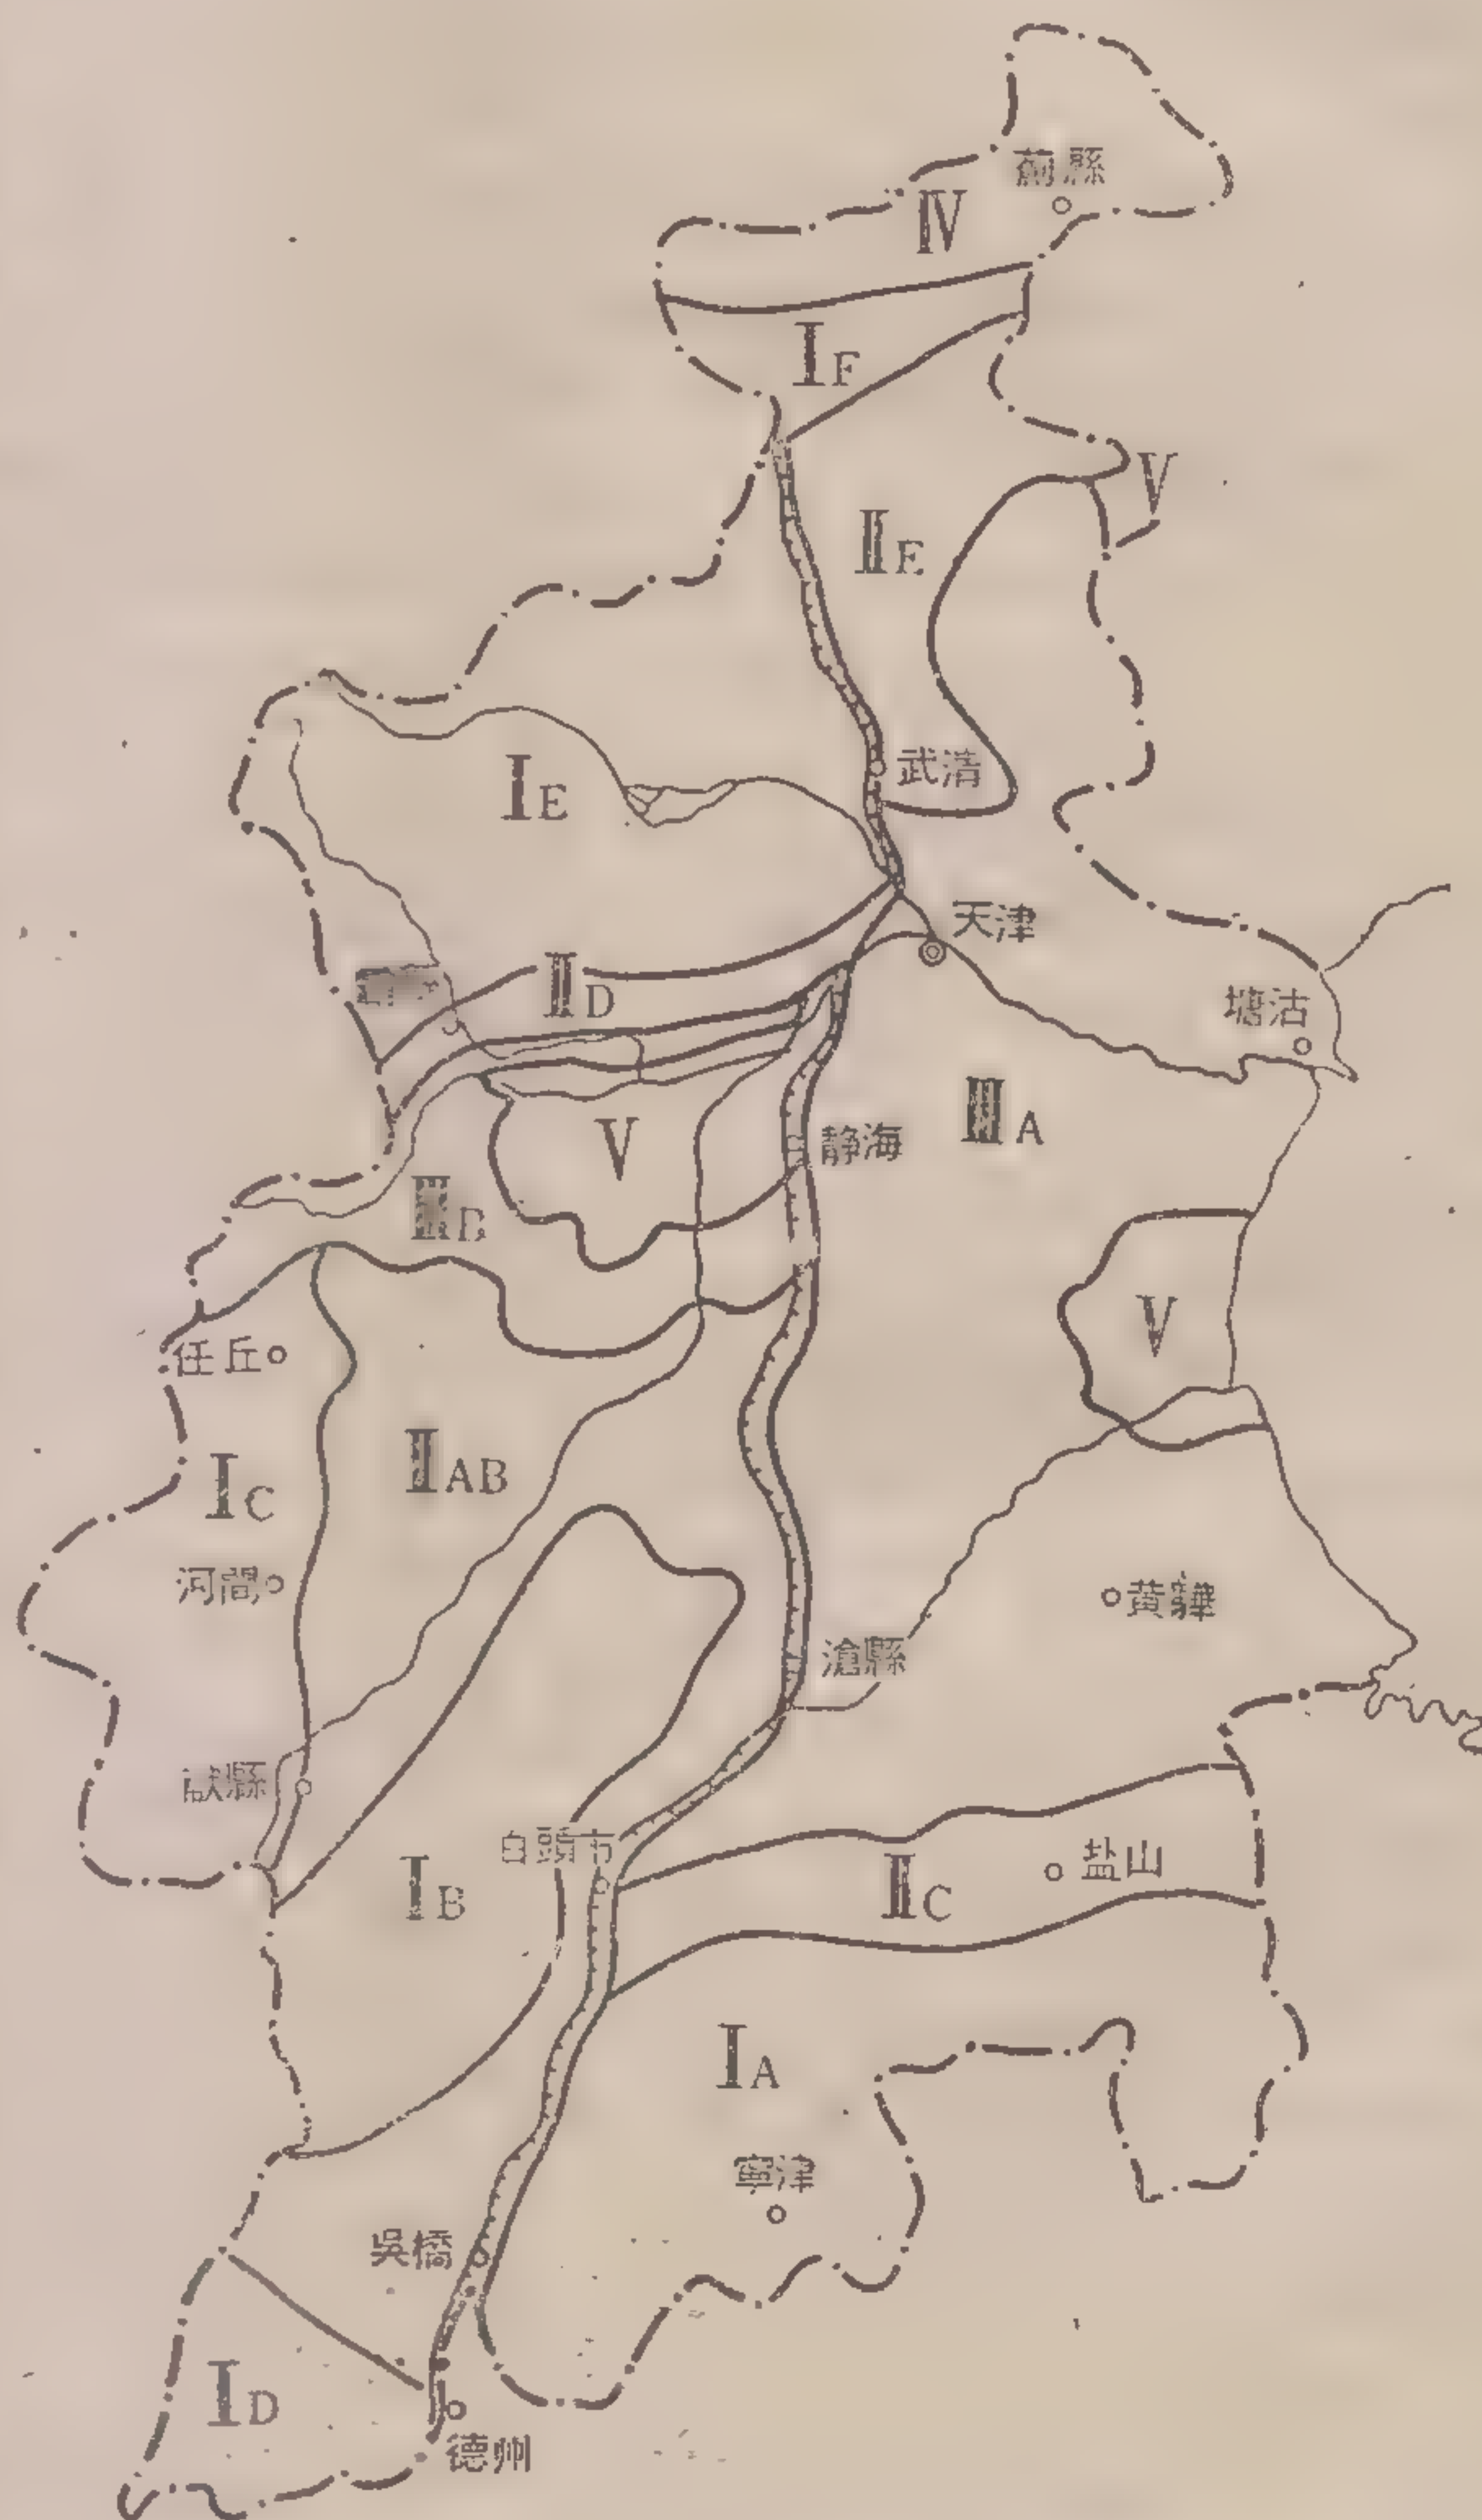 薊縣
Ⅳ
ⅠF
Ⅴ
ⅡE
武清
ⅠE
天津
ⅡD
塘沽
ⅢA
Ⅴ
静海
ⅢB
Ⅴ
任丘
ⅡAB
ⅠC
河間
黄驊
滄縣
献縣
白頭市
盐山
ⅠB
ⅡC
ⅠA
寧津
吳橋
ⅠD
德州